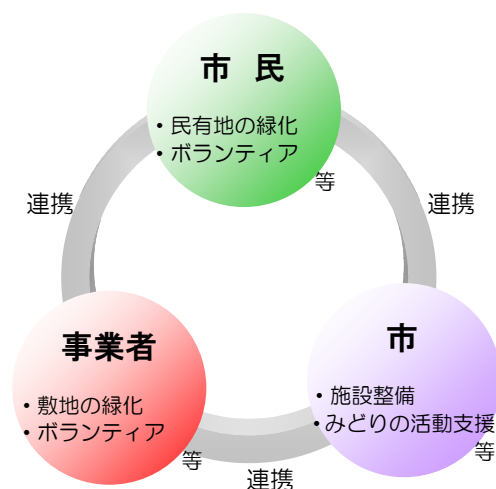 市 民
・民有地の緑化
・ボランティア
等
連携
連携
事業者
・敷地の緑化
・ボランティア
等
市
・施設整備
・みどりの活動支援
等
連携